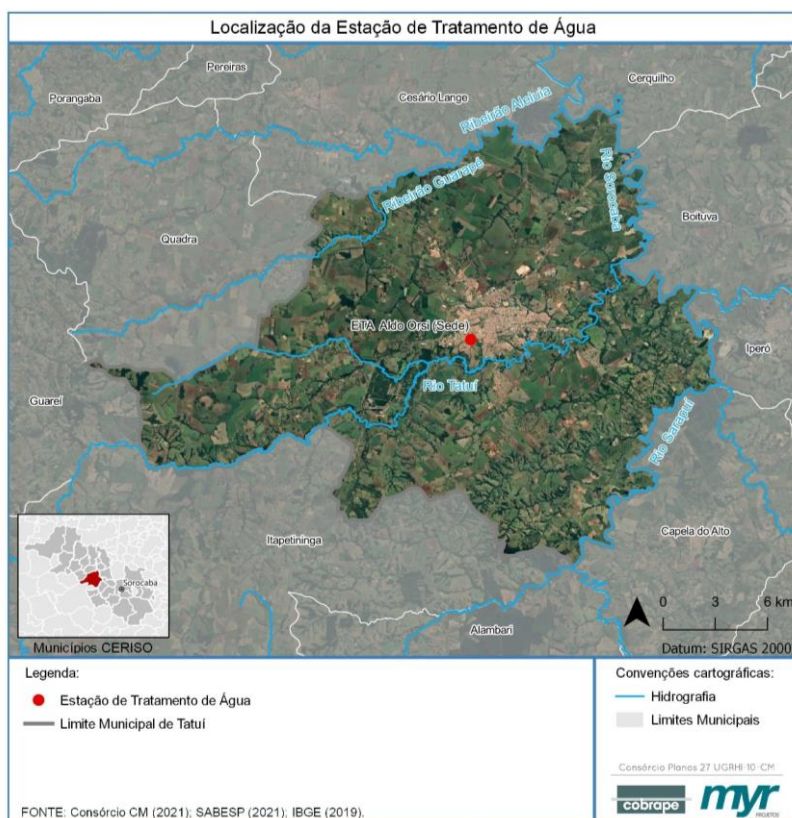 Localização da Estação de Tratamento de Água
Pereiras
Porangaba
Cesário Lange
Cerquilho
Ribeirão Aleluia
Ribeirão Guarapé
Rio Sorocaba
Boituva
Quadra
ETA Aldo Orsi (Sede)
Iperó
Rio Tatuí
Guareí
Rio Sarapuí
Itapetininga
Capela do Alto
Sorocaba
0 3 6 km
Alambari
Municípios CERISO
Datum: SIRGAS 2000
Legenda:
Estação de Tratamento de Água
Limite Municipal de Tatuí
Convenções cartográficas:
Hidrografia
Limites Municipais
Consórcio Planos 27 UGRHI-10-CM
cobrape
myr
PROJETOS
FONTE: Consórcio CM (2021); SABESP (2021); IBGE (2019).